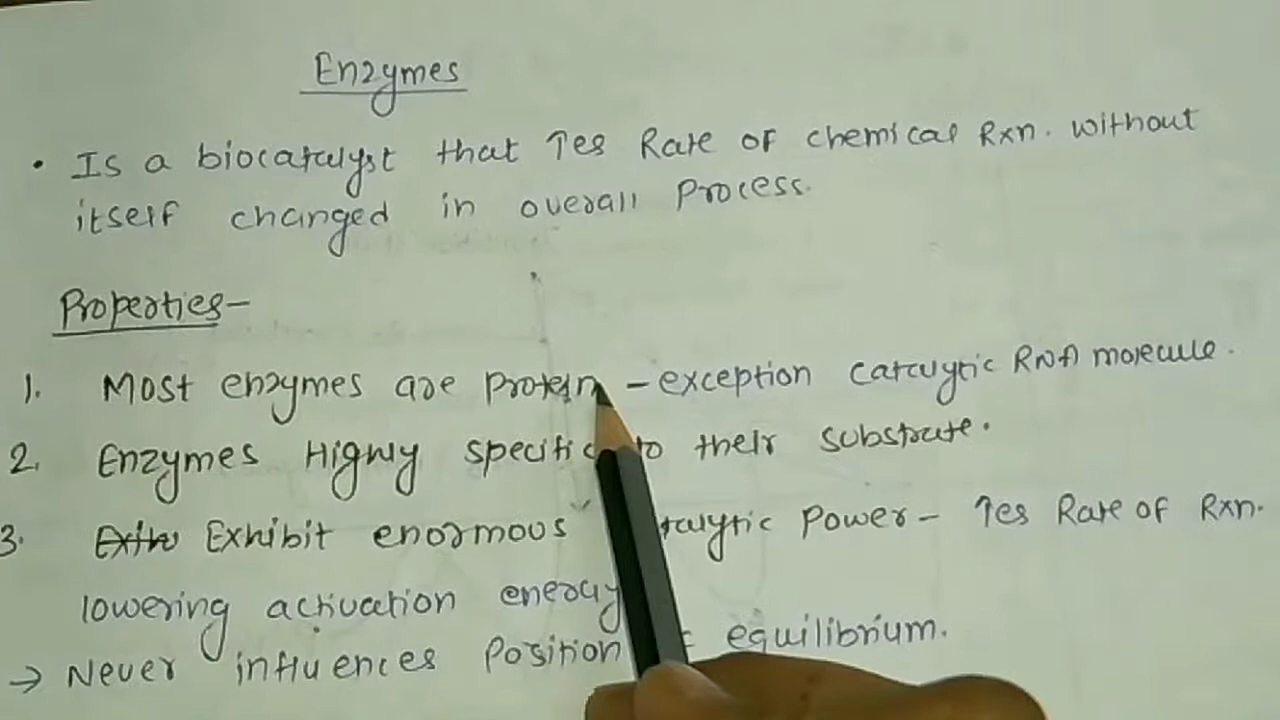 Enzymes
• Is a biocatalyst that ↑es Rate of chemical Rxn. without
itself changed in overall Process.
Properties-
1. Most enzymes are Protein - exception catalytic RNA molecule.
2. Enzymes Highly specific to their substrate.
3. Exhibit enormous Power - ↑es Rate of Rxn.
lowering activation energy
→ Never influences Position equilibrium.